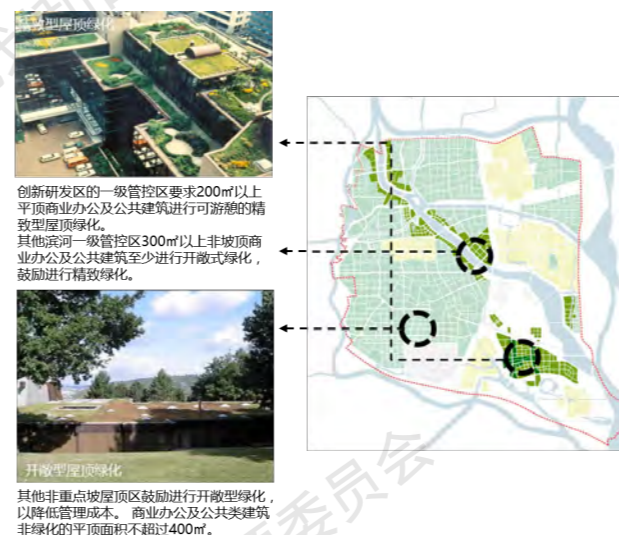 开敞型屋顶绿化
创新研发区的一级管控区要求200㎡以上
平顶商业办公及公共建筑进行可游憩的精
致型屋顶绿化。
其他滨河一级管控区300㎡以上非坡顶商
业办公及公共建筑至少进行开敞式绿化，
鼓励进行精致绿化。
开敞型屋顶绿化
其他非重点坡屋顶区鼓励进行开敞型绿化，
以降低管理成本。 商业办公及公共类建筑
非绿化的平顶面积不超过400㎡。
委员会